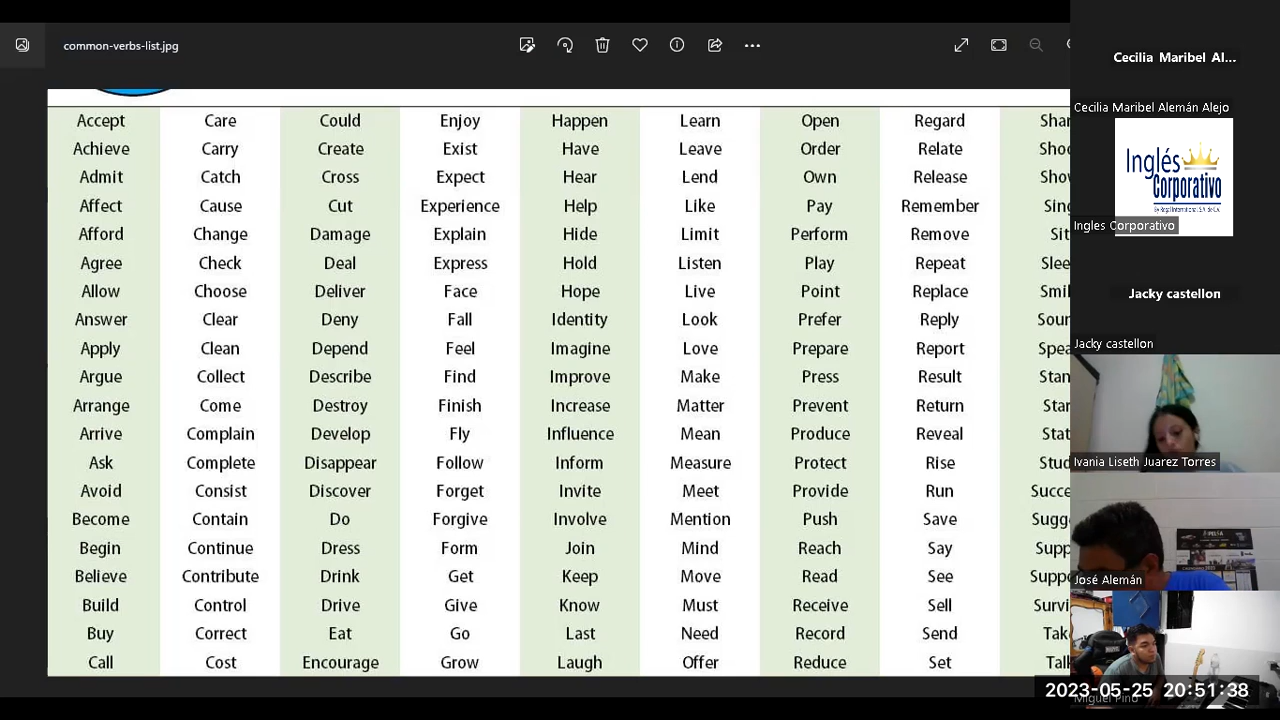 common-verbs-list.jpg
Accept Care Could Enjoy Happen Learn Open Regard
Achieve Carry Create Exist Have Leave Order Relate
Admit Catch Cross Expect Hear Lend Own Release
Affect Cause Cut Experience Help Like Pay Remember
Afford Change Damage Explain Hide Limit Perform Remove
Agree Check Deal Express Hold Listen Play Repeat
Allow Choose Deliver Face Hope Live Point Replace
Answer Clear Deny Fall Identity Look Prefer Reply
Apply Clean Depend Feel Imagine Love Prepare Report
Argue Collect Describe Find Improve Make Press Result
Arrange Come Destroy Finish Increase Matter Prevent Return
Arrive Complain Develop Fly Influence Mean Produce Reveal
Ask Complete Disappear Follow Inform Measure Protect Rise
Avoid Consist Discover Forget Invite Meet Provide Run
Become Contain Do Forgive Involve Mention Push Save
Begin Continue Dress Form Join Mind Reach Say
Believe Contribute Drink Get Keep Move Read See
Build Control Drive Give Know Must Receive Sell
Buy Correct Eat Go Last Need Record Send
Call Cost Encourage Grow Laugh Offer Reduce Set
Cecilia Maribel Al...
Cecilia Maribel Alemán Alejo
Inglés
Corporativo
Ingles Corporativo
Jacky castellon
Jacky castellon
Ivania Liseth Juarez Torres
José Alemán
2023-05-25 20:51:38